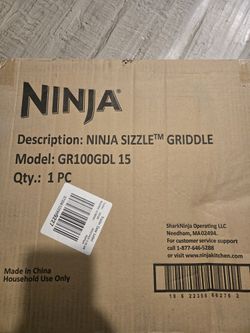 NINJA®
Description: NINJA SIZZLE™ GRIDDLE
Model: GR100GDL 15
Qty.: 1 PC
SharkNinja Operating LLC
Needham, MA 02494.
For customer service
call 1-877-646-5288
or visit www.ninjakitchen.com
Made in China
Household Use Only